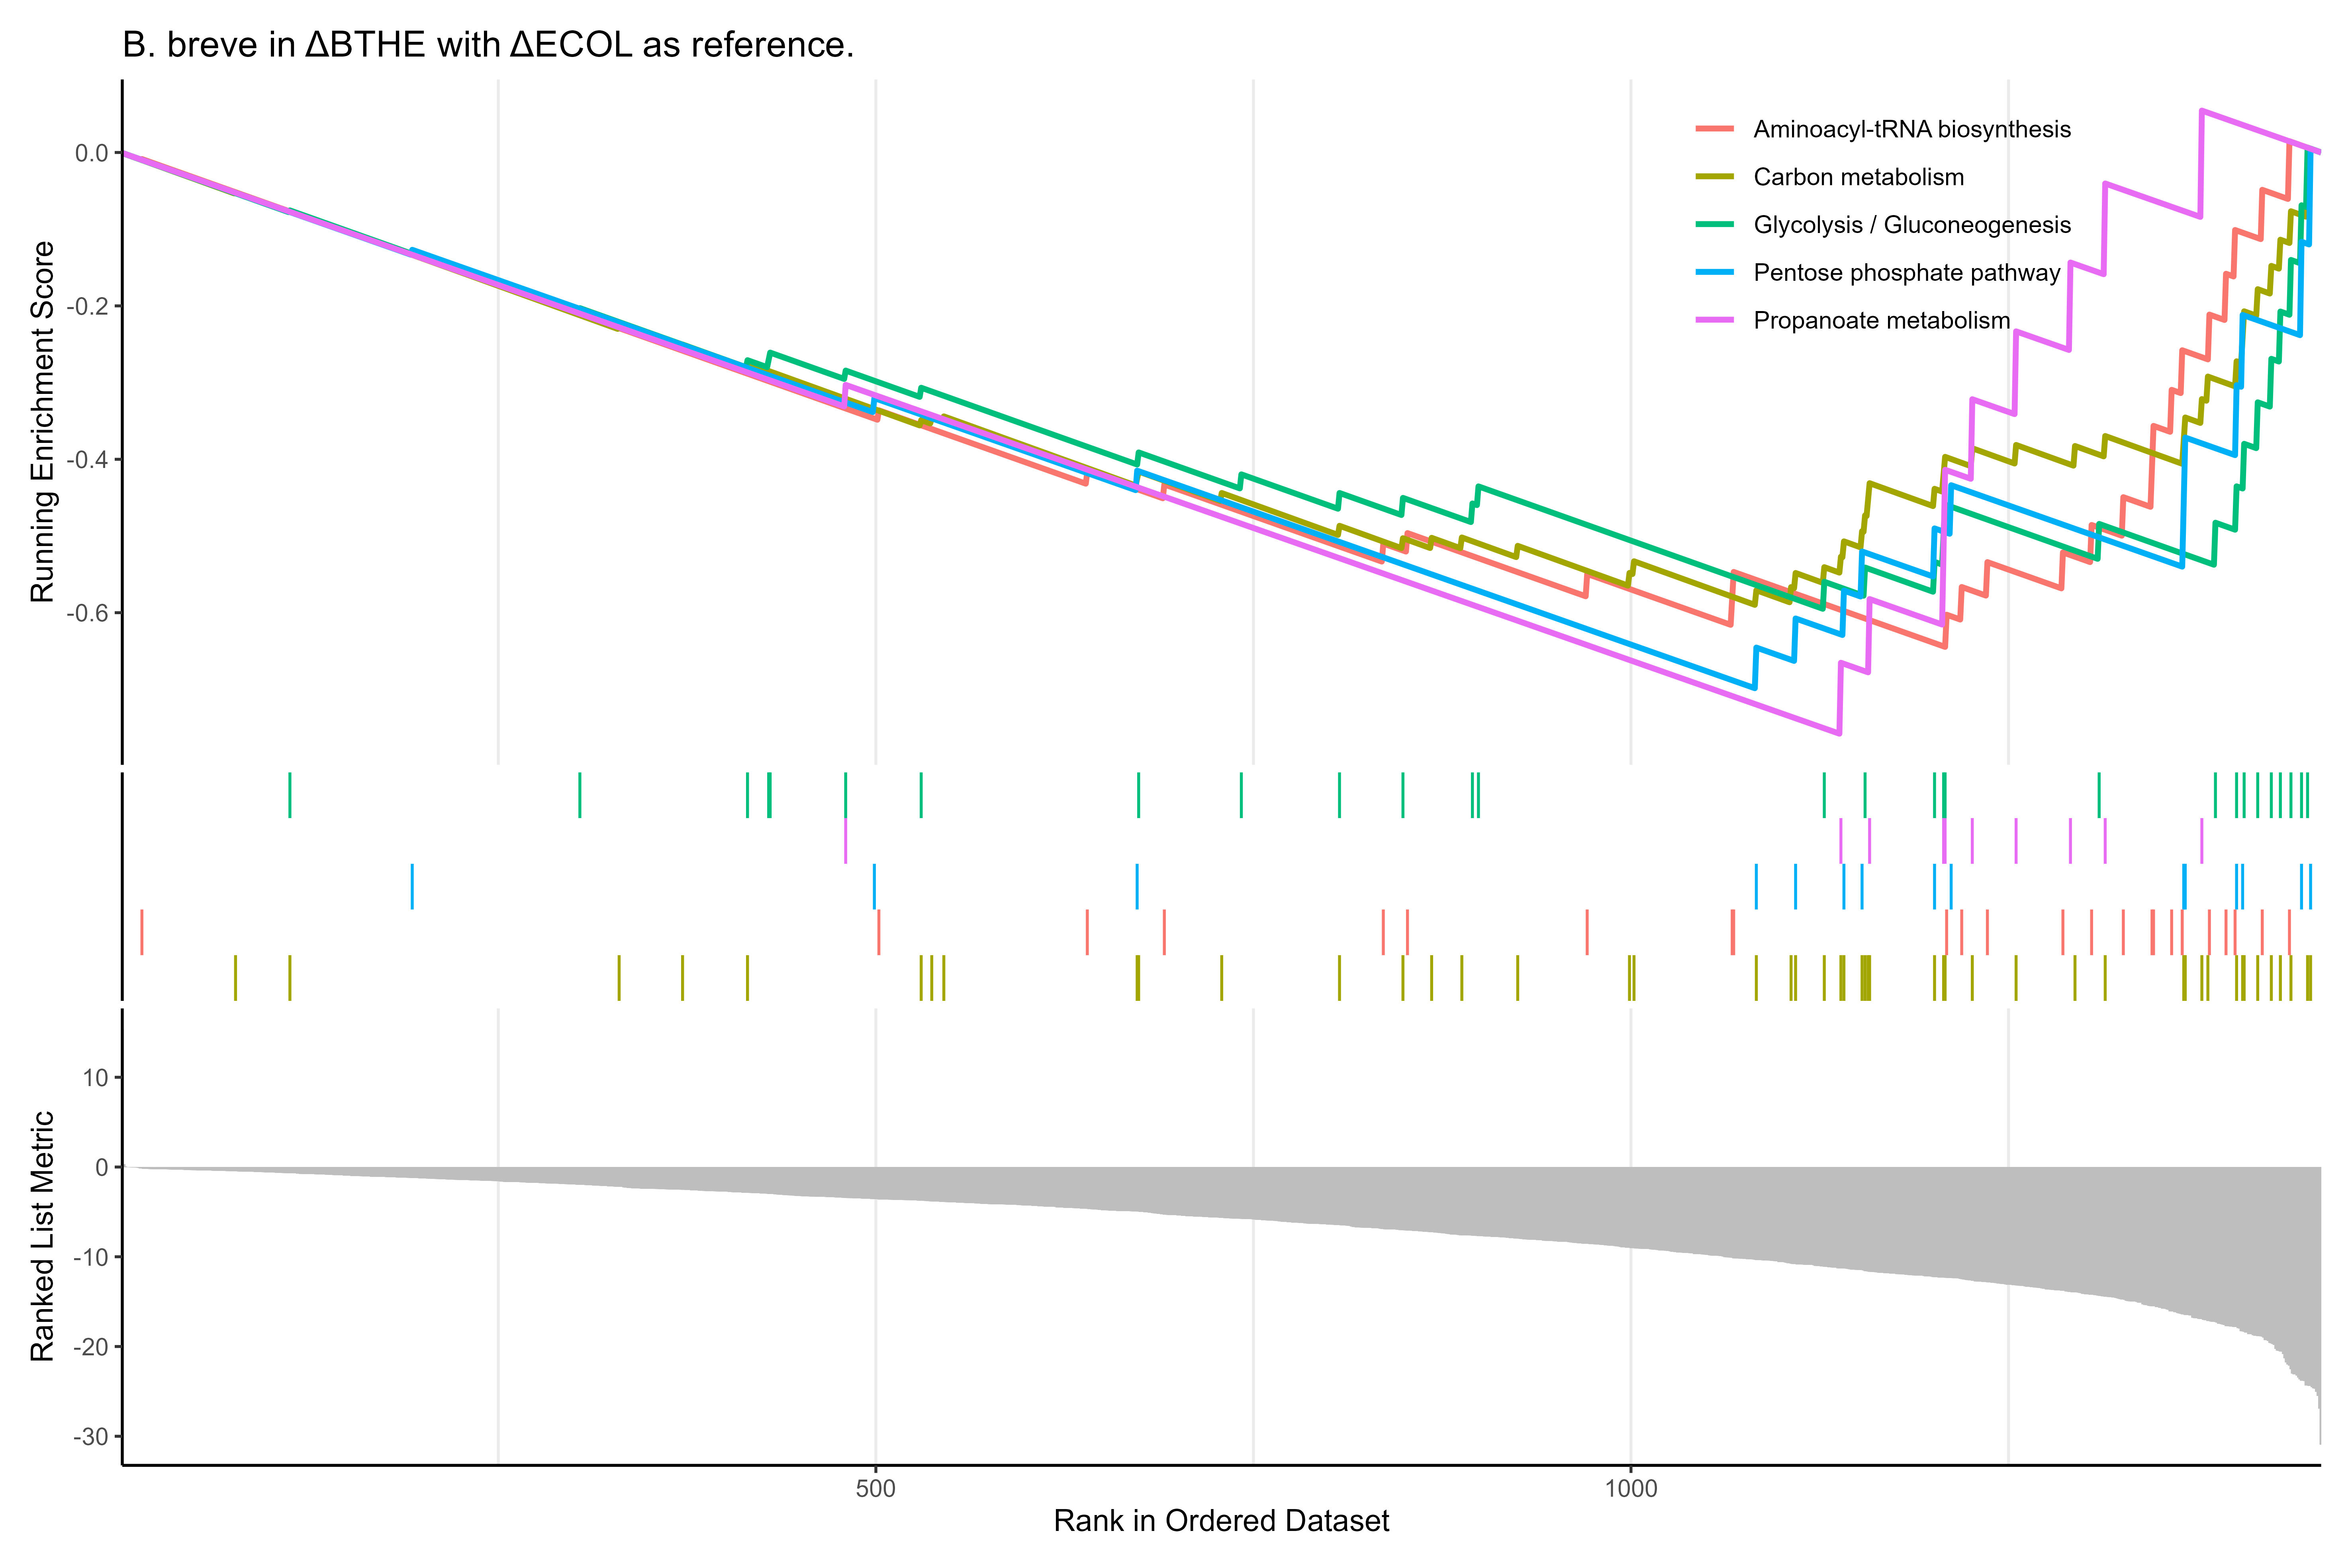 B. breve in ΔBTHE with ΔECOL as reference.
Running Enrichment Score
0.0
-0.2
-0.4
-0.6
Aminoacyl-tRNA biosynthesis
Carbon metabolism
Glycolysis / Gluconeogenesis
Pentose phosphate pathway
Propanoate metabolism
Ranked List Metric
10
0
-10
-20
-30
500
1000
Rank in Ordered Dataset